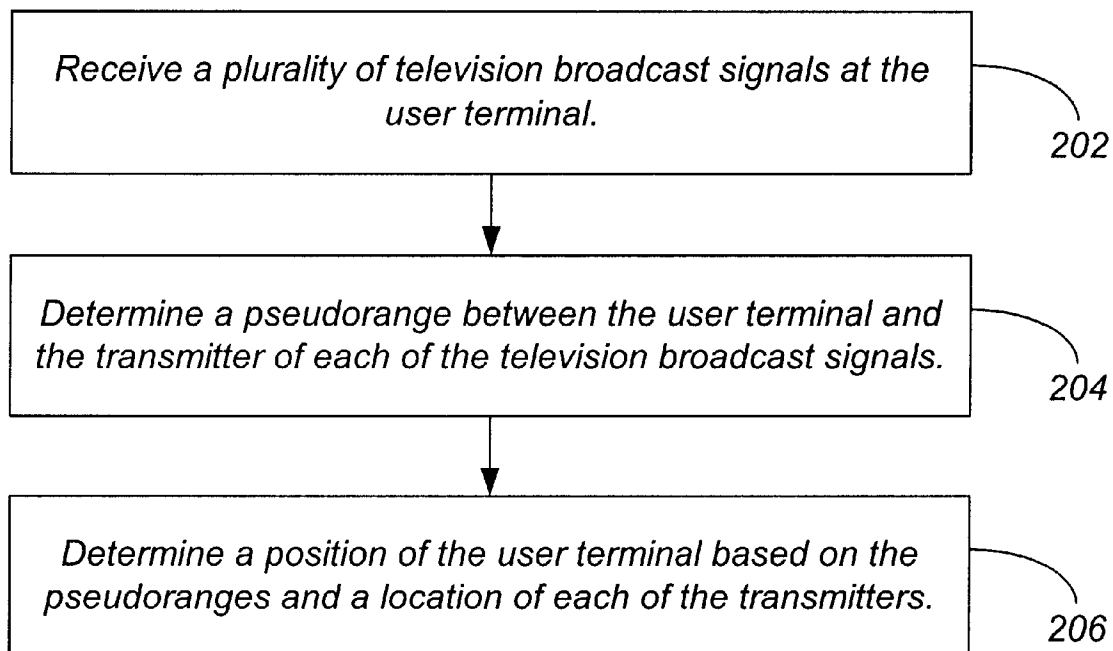 Receive a plurality of television broadcast signals at the
user terminal.
202
Determine a pseudorange between the user terminal and
the transmitter of each of the television broadcast signals.
204
Determine a position of the user terminal based on the
pseudoranges and a location of each of the transmitters.
206